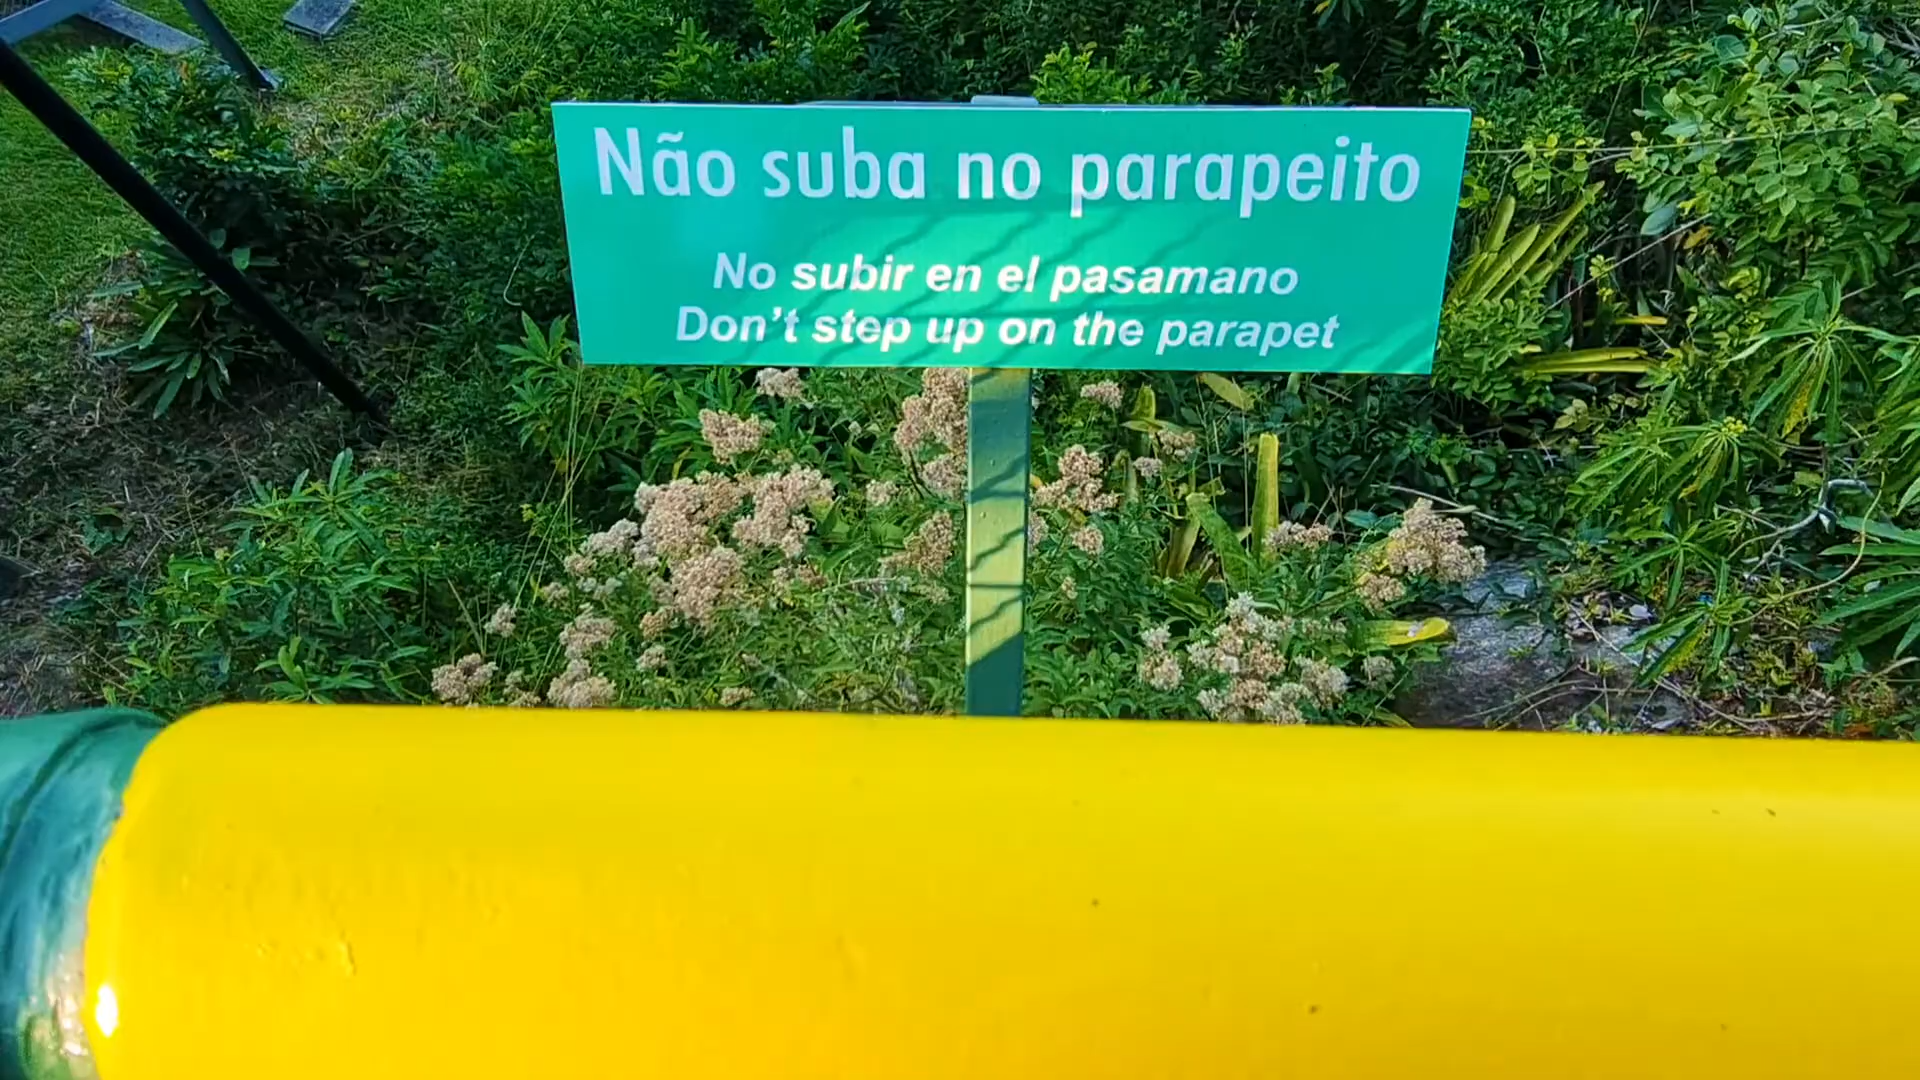 Não suba no parapeito
No subir en el pasamano
Don't step up on the parapet